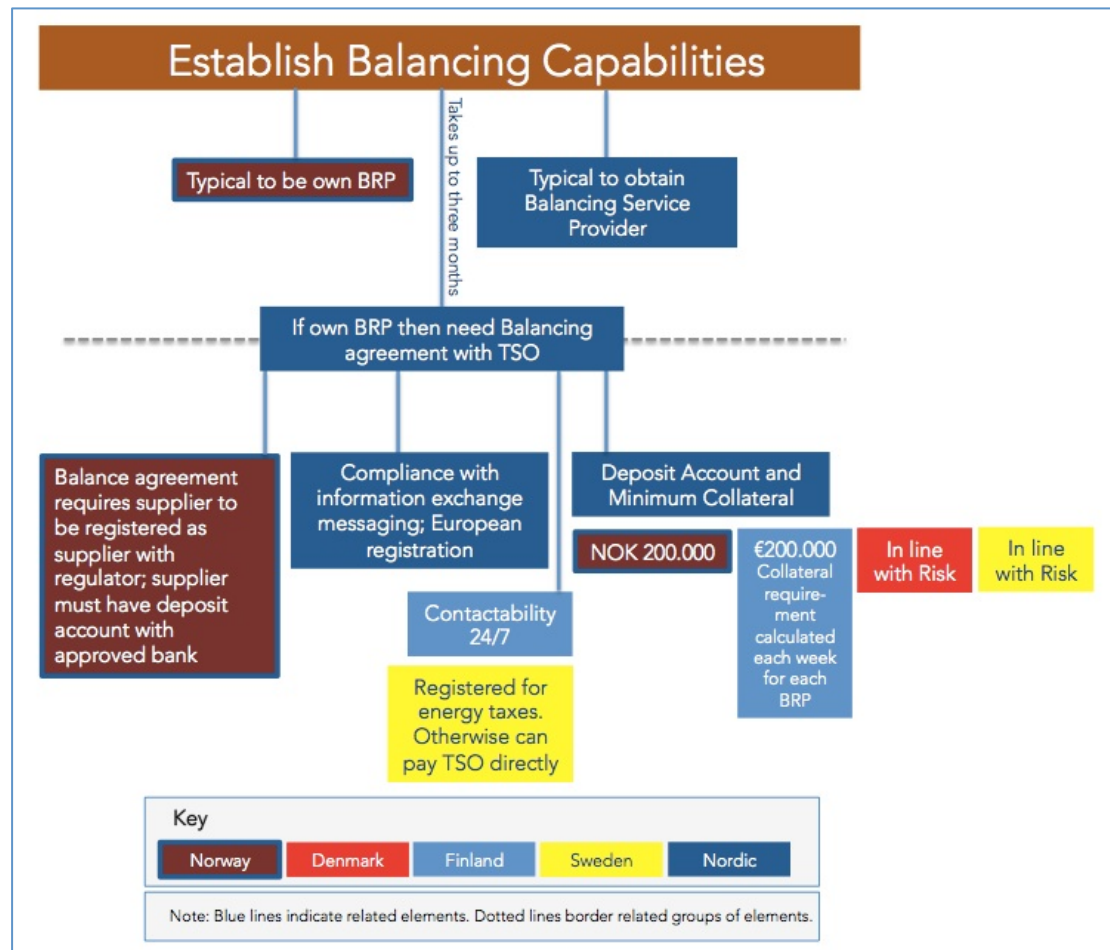 Establish Balancing Capabilities
Takes up to three months
Typical to be own BRP
Typical to obtain
Balancing Service
Provider
If own BRP then need Balancing
agreement with TSO
Balance agreement
requires supplier to
be registered as
supplier with
regulator; supplier
must have deposit
account with
approved bank
Compliance with
information exchange
messaging; European
registration
Deposit Account and
Minimum Collateral
NOK 200.000
€200.000
Collateral
require-
ment
calculated
each week
for each
BRP
In line
with Risk
In line
with Risk
Contactability
24/7
Registered for
energy taxes.
Otherwise can
pay TSO directly
Key
Norway
Denmark
Finland
Sweden
Nordic
Note: Blue lines indicate related elements. Dotted lines border related groups of elements.